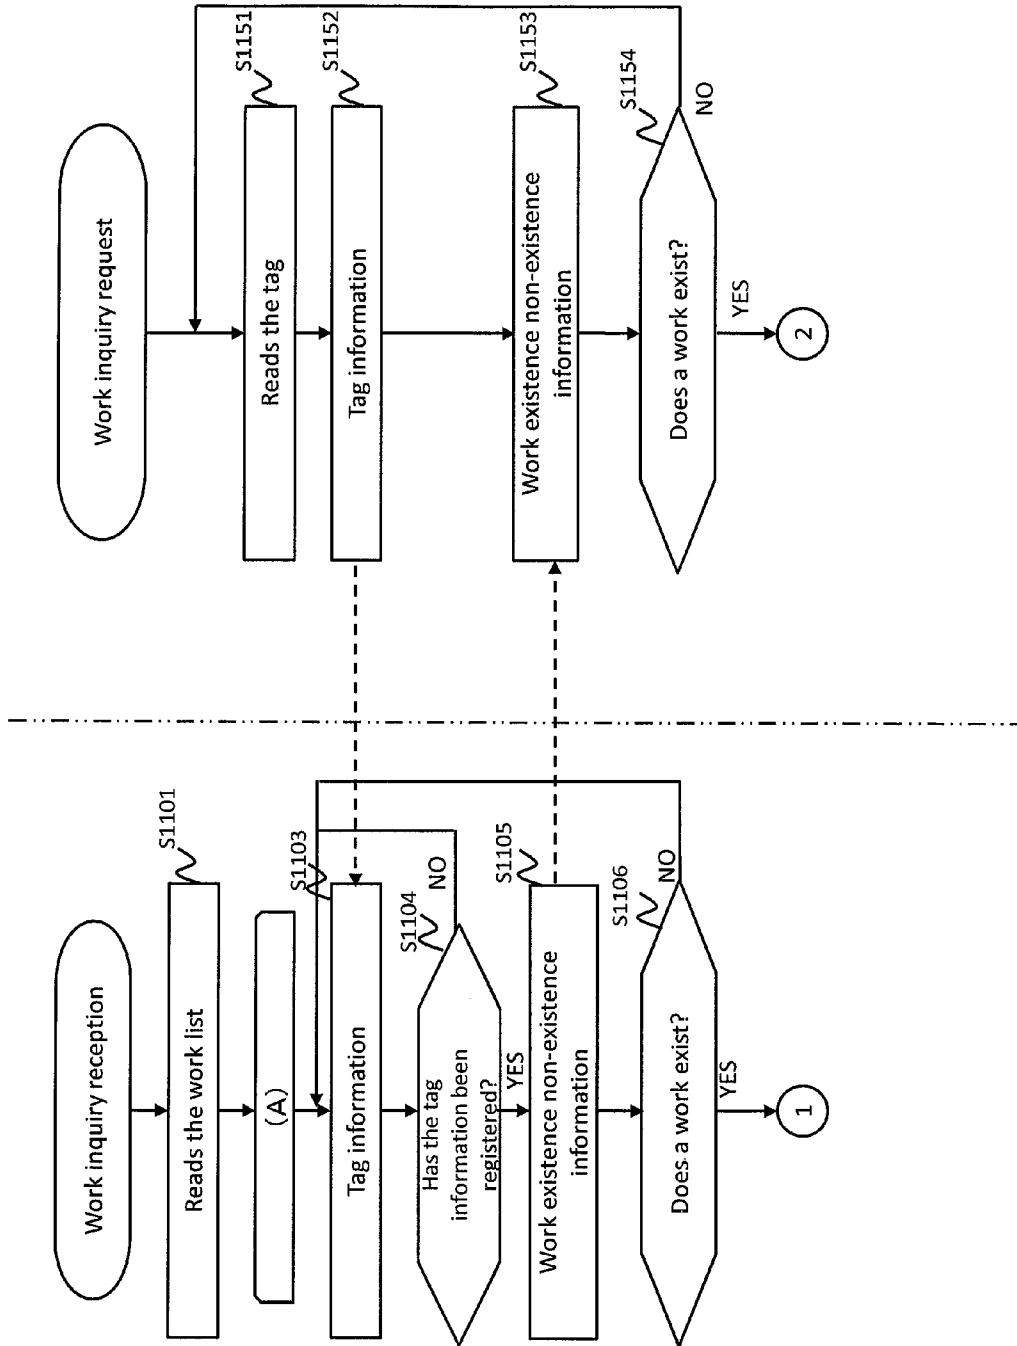 Work inquiry reception
S1101
Reads the work list
(A)
S1103
Tag information
S1104
Has the tag
information been
registered?
NO
YES
S1105
Work existence non-existence
information
S1106
Does a work exist?
NO
YES
1
Work inquiry request
S1151
Reads the tag
S1152
Tag information
S1153
Work existence non-existence
information
S1154
Does a work exist?
NO
YES
2